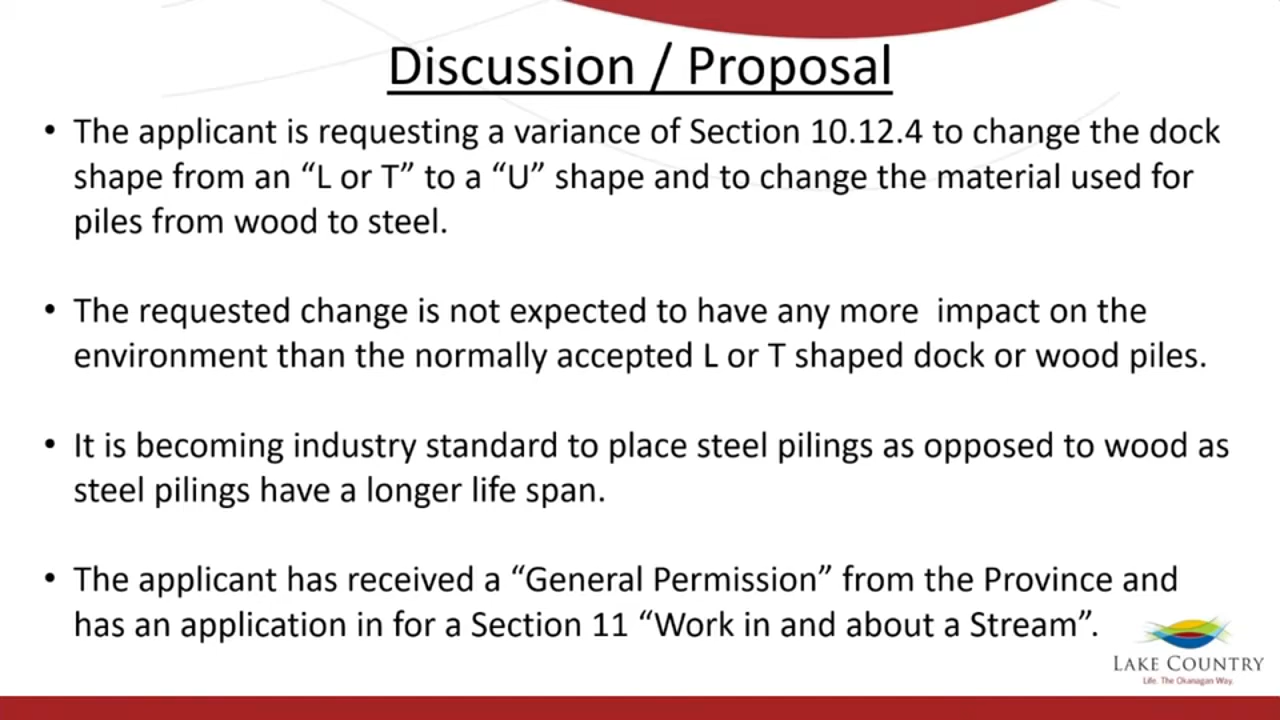 Discussion / Proposal
• The applicant is requesting a variance of Section 10.12.4 to change the dock
shape from an “L or T” to a “U” shape and to change the material used for
piles from wood to steel.
• The requested change is not expected to have any more  impact on the
environment than the normally accepted L or T shaped dock or wood piles.
• It is becoming industry standard to place steel pilings as opposed to wood as
steel pilings have a longer life span.
• The applicant has received a “General Permission” from the Province and
has an application in for a Section 11 “Work in and about a Stream”.
LAKE COUNTRY
Life. The Okanagan Way.